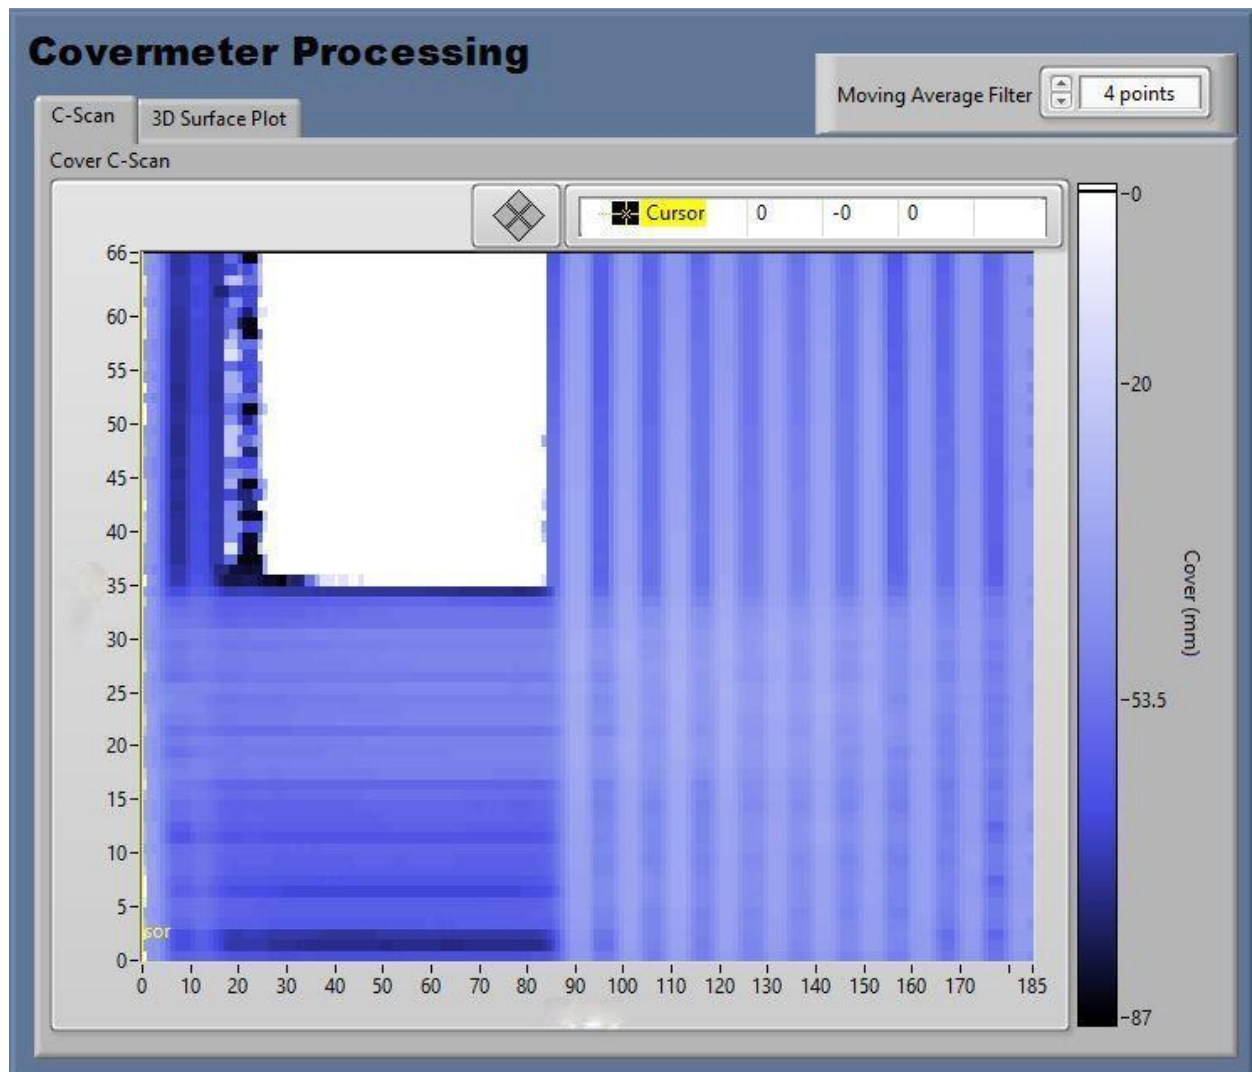 Covermeter Processing
Moving Average Filter 4 points
C-Scan 3D Surface Plot
Cover C-Scan
Cursor 0 -0 0
0
20
53.5
87
Cover (mm)
66
60
55
50
45
40
35
30
25
20
15
10
5
0
sor
0 10 20 30 40 50 60 70 80 90 100 110 120 130 140 150 160 170 185